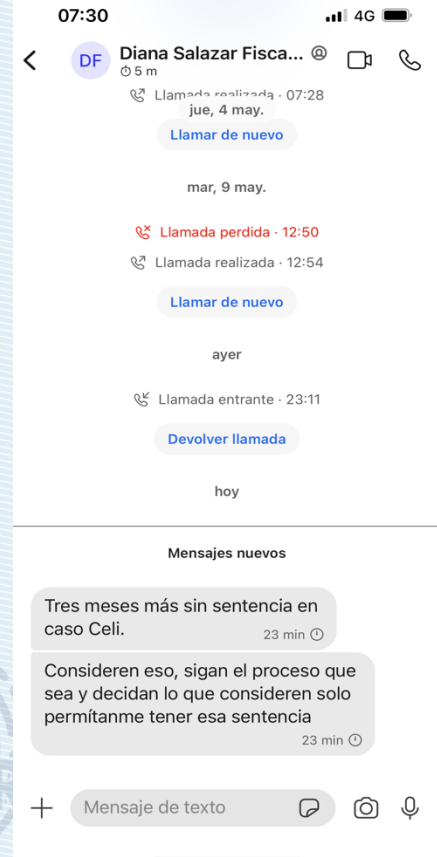 07:30
4G
DF
Diana Salazar Fisca...
5 m
Llamada realizada · 07:28
jue, 4 may.
Llamar de nuevo
mar, 9 may.
Llamada perdida · 12:50
Llamada realizada · 12:54
Llamar de nuevo
ayer
Llamada entrante · 23:11
Devolver llamada
hoy
Mensajes nuevos
Tres meses más sin sentencia en
caso Celi.
23 min
Consideren eso, sigan el proceso que
sea y decidan lo que consideren solo
permítanme tener esa sentencia
23 min
Mensaje de texto